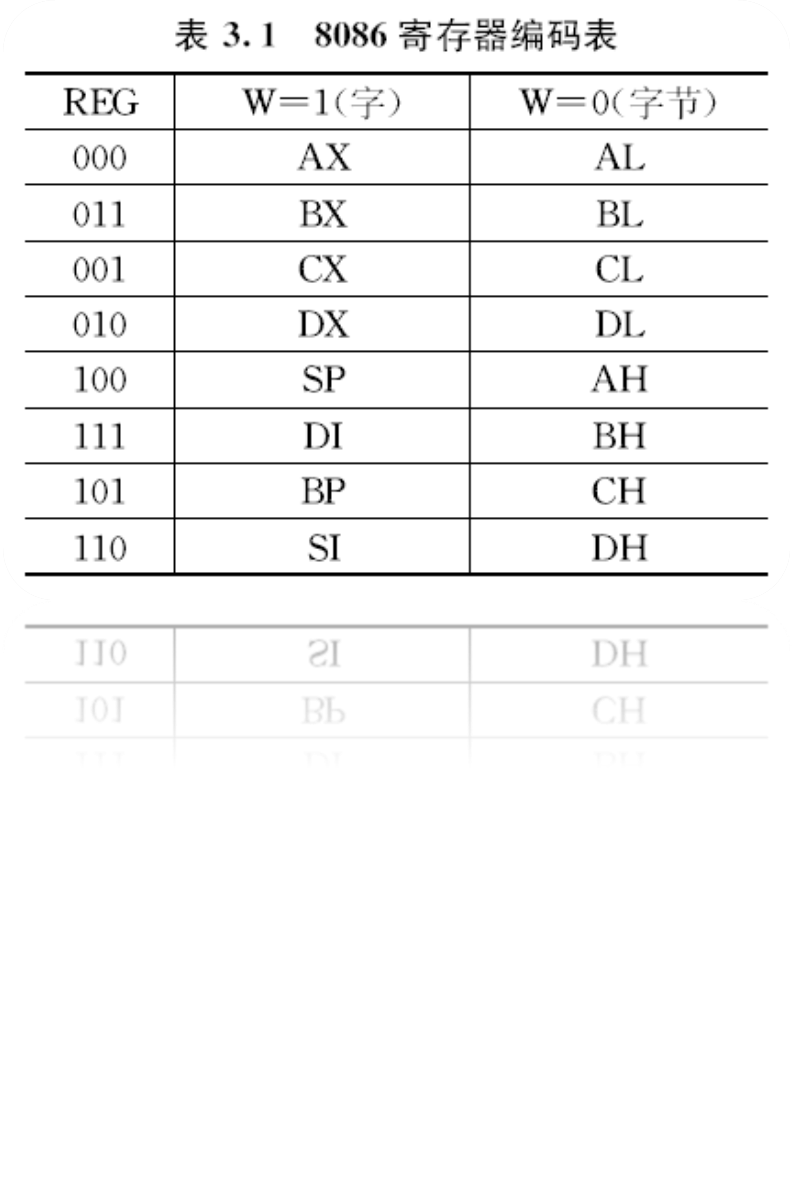 表 3.1 8086 寄存器编码表
REG W=1(字) W=0(字节)
000 AX AL
011 BX BL
001 CX CL
010 DX DL
100 SP AH
111 DI BH
101 BP CH
110 SI DH